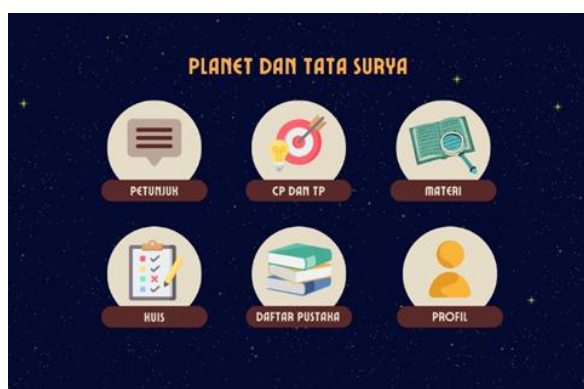 PLANET DAN TATA SURYA
PETUNJUK
CP DAN TP
MATERI
KUIS
DAFTAR PUSTAKA
PROFIL